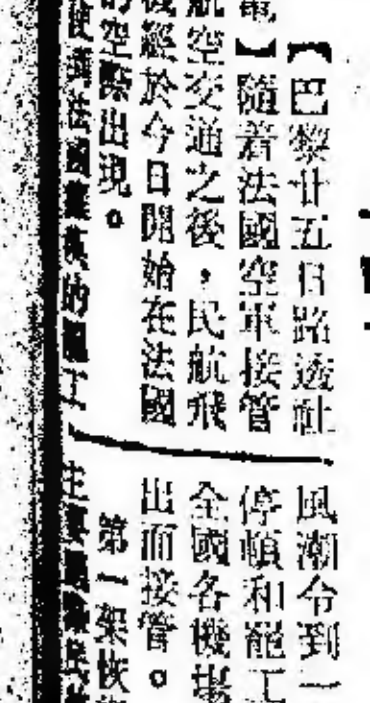 【巴黎廿五日路透社
電】隨着法國空軍接管
航空交通之後，民航飛
機經於今日開始在法國
的空際出現。
風潮令到一
停頓和罷工
全國各機場
出而接管。
第一架恢